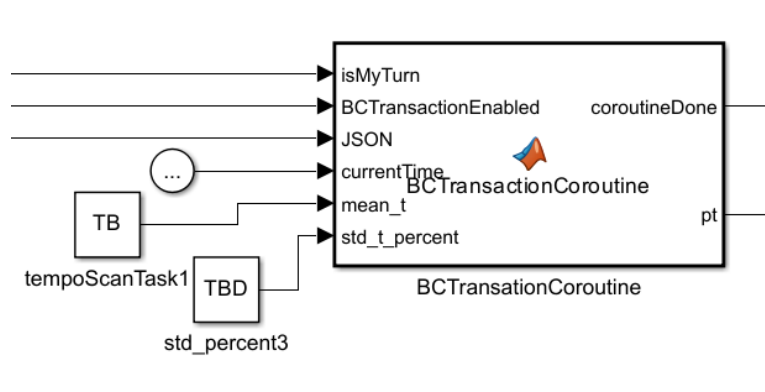 isMyTurn
BCTransactionEnabled
coroutineDone
JSON
...
currentTime
BCTransactionCoroutine
TB
mean_t
pt
std_t_percent
tempoScanTask1
TBD
BCTransationCoroutine
std_percent3